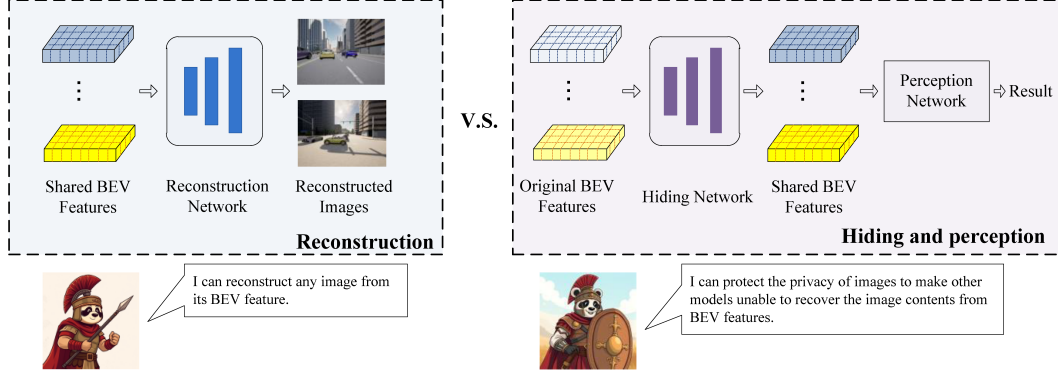 Shared BEV
Features
Reconstruction
Network
Reconstructed
Images
Reconstruction
I can reconstruct any image from
its BEV feature.
V.S.
Original BEV
Features
Hiding Network
Shared BEV
Features
Perception
Network
Result
Hiding and perception
I can protect the privacy of images to make other
models unable to recover the image contents from
BEV features.